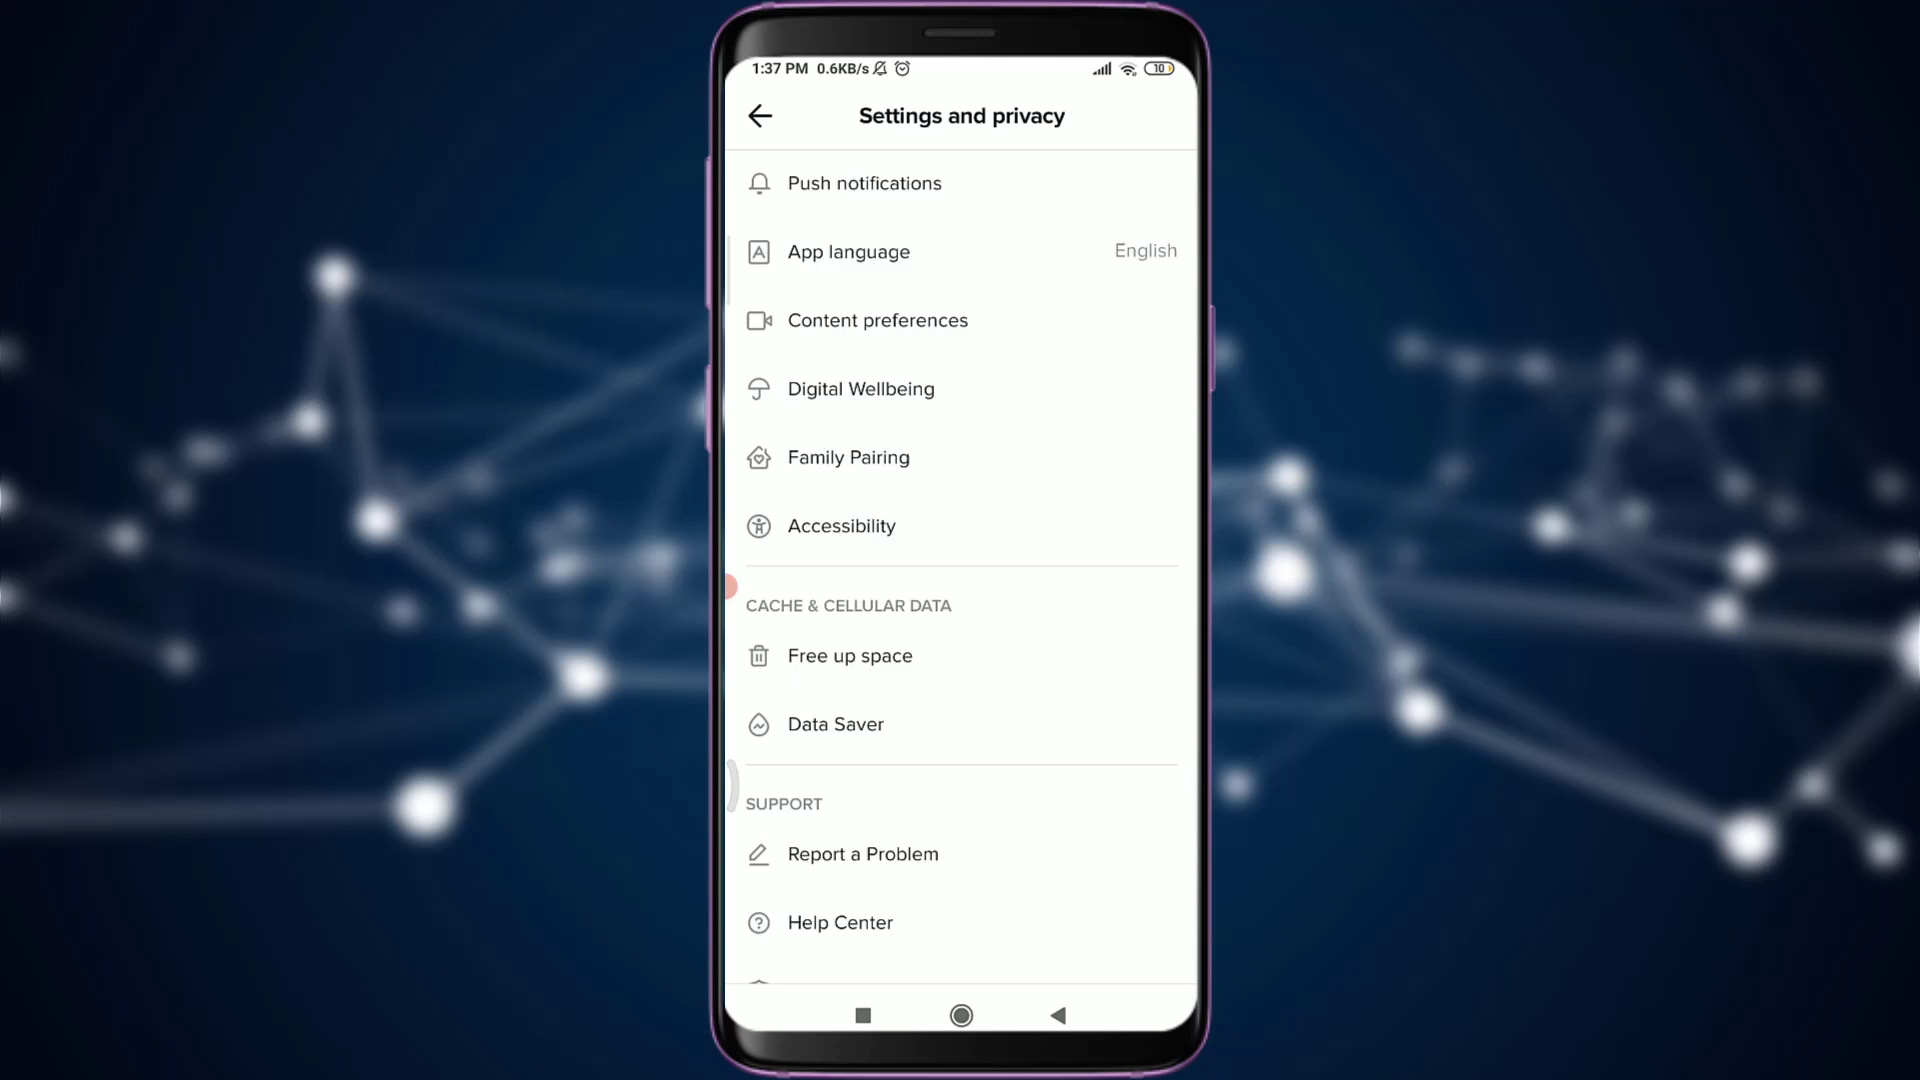 1:37 PM 0.6KB/s 10
Settings and privacy
Push notifications
App language English
Content preferences
Digital Wellbeing
Family Pairing
Accessibility
CACHE & CELLULAR DATA
Free up space
Data Saver
SUPPORT
Report a Problem
Help Center